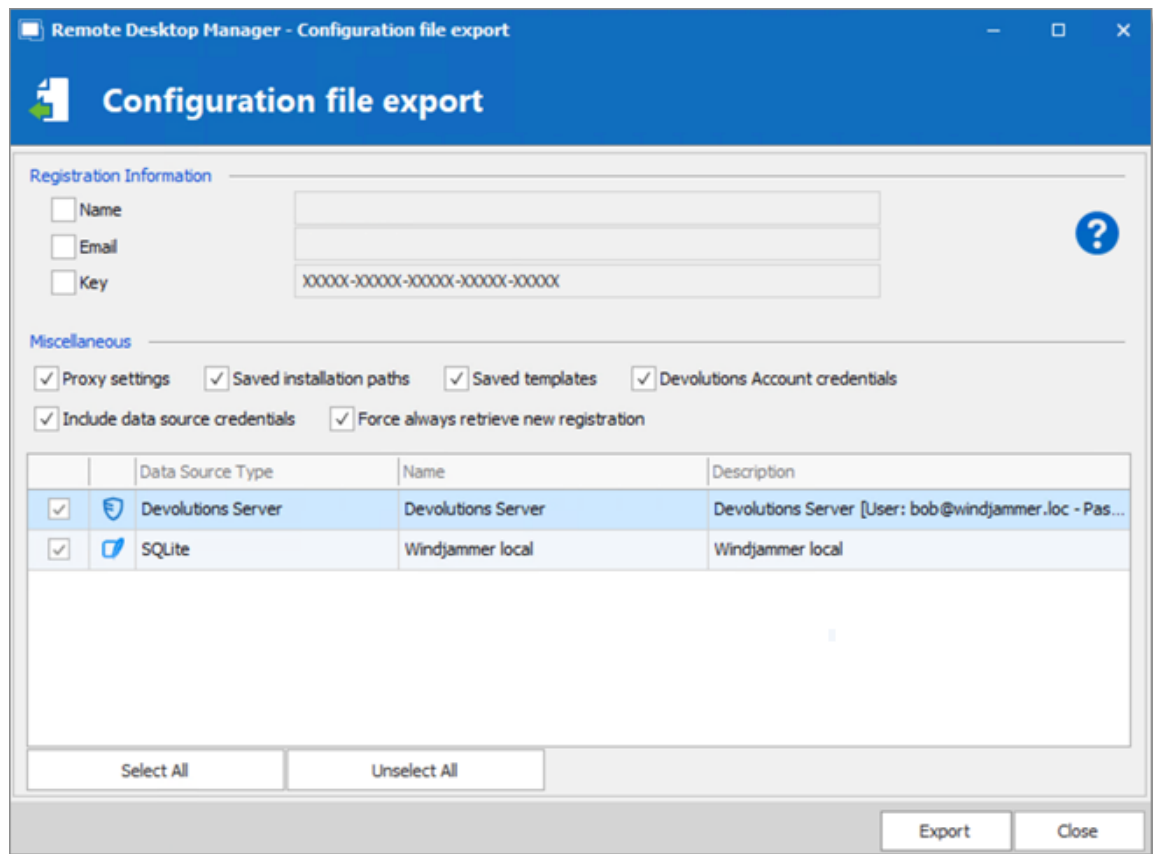 Remote Desktop Manager - Configuration file export
Configuration file export
Registration Information
Name
Email
Key XXXXX-XXXXX-XXXXX-XXXXX-XXXXX
?
Miscellaneous
Proxy settings Saved installation paths Saved templates Devolutions Account credentials
Include data source credentials Force always retrieve new registration
Data Source Type Name Description
Devolutions Server Devolutions Server Devolutions Server [User: bob@windjammer.loc - Pas...
SQLite Windjammer local Windjammer local
Select All Unselect All
Export Close